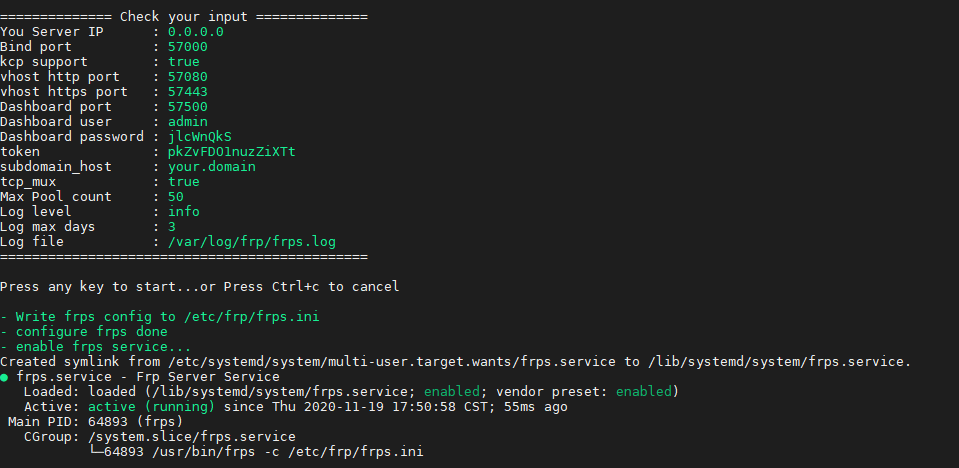 ============== Check your input ==============
You Server IP      : 0.0.0.0
Bind port          : 57000
kcp support        : true
vhost http port    : 57080
vhost https port   : 57443
Dashboard port     : 57500
Dashboard user     : admin
Dashboard password : jlcWnQkS
token              : pkZvFDO1nuzZiXTt
subdomain_host     : your.domain
tcp_mux            : true
Max Pool count     : 50
Log level          : info
Log max days       : 3
Log file           : /var/log/frp/frps.log
==============================================
Press any key to start...or Press Ctrl+c to cancel
- Write frps config to /etc/frp/frps.ini
- configure frps done
- enable frps service...
Created symlink from /etc/systemd/system/multi-user.target.wants/frps.service to /lib/systemd/system/frps.service.
● frps.service - Frp Server Service
   Loaded: loaded (/lib/systemd/system/frps.service; enabled; vendor preset: enabled)
   Active: active (running) since Thu 2020-11-19 17:50:58 CST; 55ms ago
 Main PID: 64893 (frps)
   CGroup: /system.slice/frps.service
           └─64893 /usr/bin/frps -c /etc/frp/frps.ini